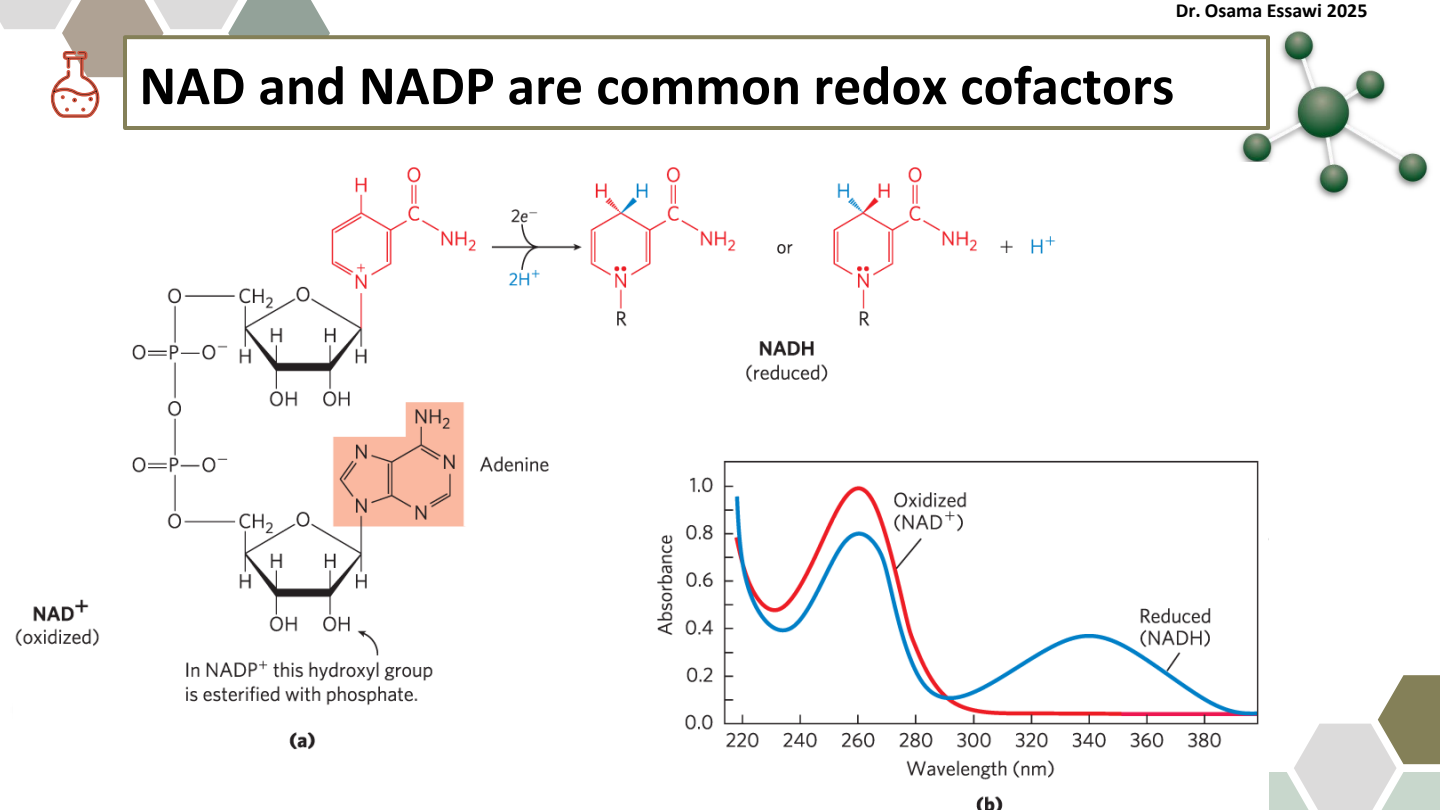 Dr. Osama Essawi 2025
NAD and NADP are common redox cofactors
H
O
C
NH₂
+
N
2e⁻
2H⁺
H
H
O
C
NH₂
N
R
or
H
H
O
C
NH₂
N
R
+ H⁺
NADH
(reduced)
O
CH₂
O
O=P—O⁻
H
H
H
H
OH
OH
O
O=P—O⁻
NH₂
N
N
N
N
Adenine
O
CH₂
O
H
H
H
H
OH
OH
NAD⁺
(oxidized)
In NADP⁺ this hydroxyl group
is esterified with phosphate.
(a)
1.0
0.8
0.6
0.4
0.2
0.0
Absorbance
Oxidized
(NAD⁺)
Reduced
(NADH)
220 240 260 280 300 320 340 360 380
Wavelength (nm)
(b)